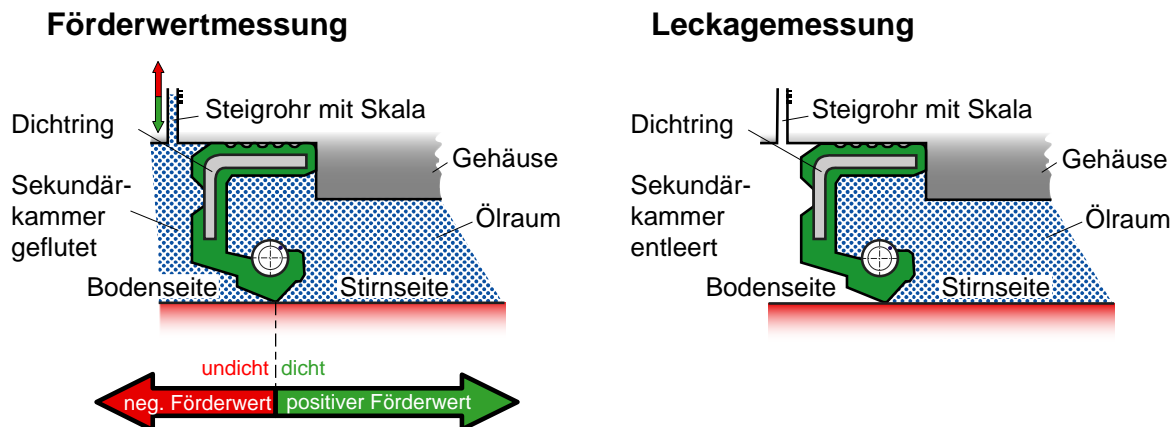 Förderwertmessung
Steigrohr mit Skala
Dichtring
Gehäuse
Sekundär-
kammer
geflutet
Ölraum
Bodenseite
Stirnseite
undicht
dicht
neg. Förderwert
positiver Förderwert
Leckagemessung
Steigrohr mit Skala
Dichtring
Gehäuse
Sekundär-
kammer
entleert
Ölraum
Bodenseite
Stirnseite